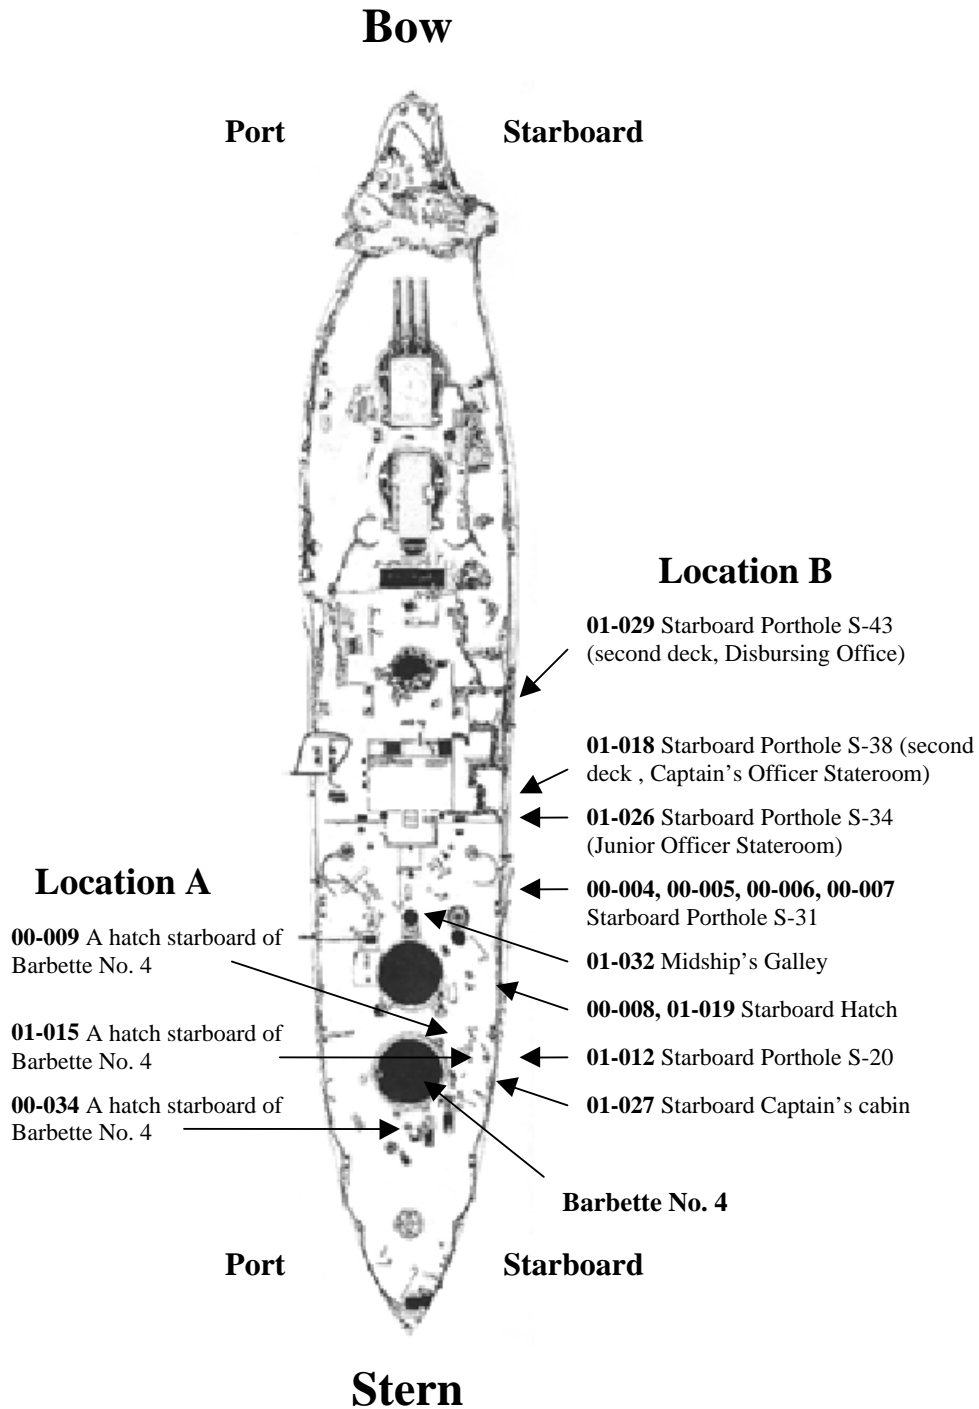 Bow
Port
Starboard
Location B
01-029 Starboard Porthole S-43
(second deck, Disbursing Office)
01-018 Starboard Porthole S-38 (second
deck , Captain's Officer Stateroom)
01-026 Starboard Porthole S-34
(Junior Officer Stateroom)
00-004, 00-005, 00-006, 00-007
Starboard Porthole S-31
01-032 Midship's Galley
00-008, 01-019 Starboard Hatch
01-012 Starboard Porthole S-20
01-027 Starboard Captain's cabin
Location A
00-009 A hatch starboard of
Barbette No. 4
01-015 A hatch starboard of
Barbette No. 4
00-034 A hatch starboard of
Barbette No. 4
Barbette No. 4
Port
Starboard
Stern